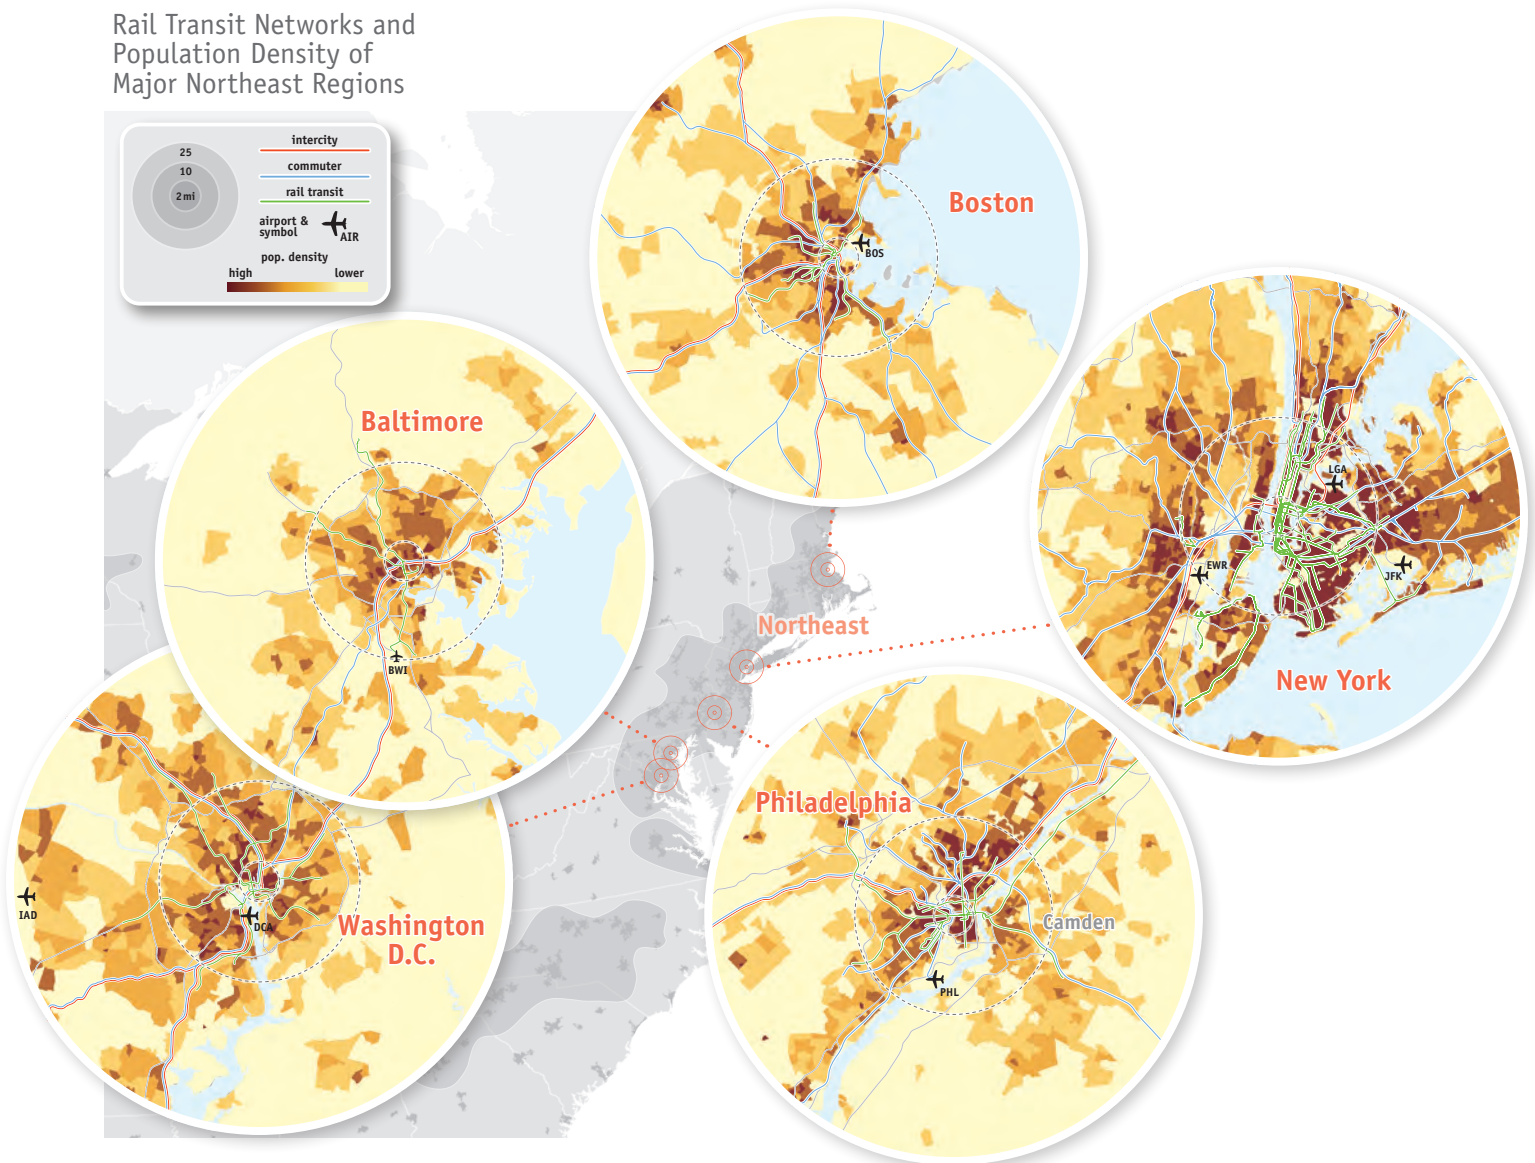 Rail Transit Networks and
Population Density of
Major Northeast Regions
25
10
2 mi
intercity
commuter
rail transit
airport &
symbol
AIR
pop. density
high lower
Boston
BOS
Baltimore
BWI
LGA
EWR
JFK
New York
Northeast
Philadelphia
Camden
PHL
IAD
DCA
Washington
D.C.